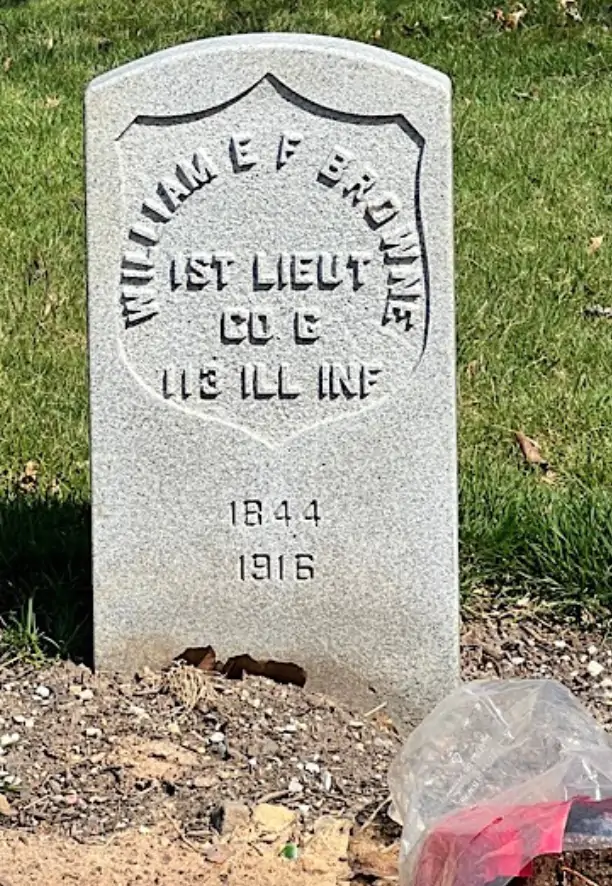 WILLIAM E F BROWNE
1ST LIEUT
CO G
113 ILL INF
1844
1916